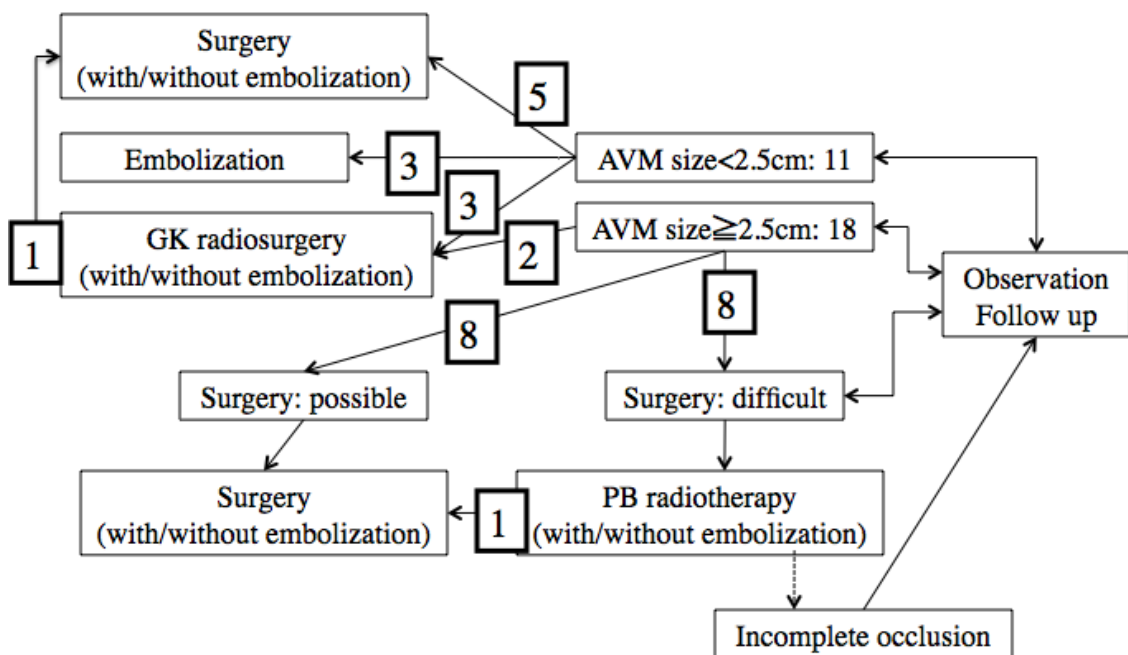 Surgery
(with/without embolization)
5
Embolization
3
AVM size<2.5cm: 11
3
GK radiosurgery
(with/without embolization)
1
2
AVM size≧2.5cm: 18
Observation
Follow up
8
8
Surgery: possible
Surgery: difficult
Surgery
(with/without embolization)
1
PB radiotherapy
(with/without embolization)
Incomplete occlusion